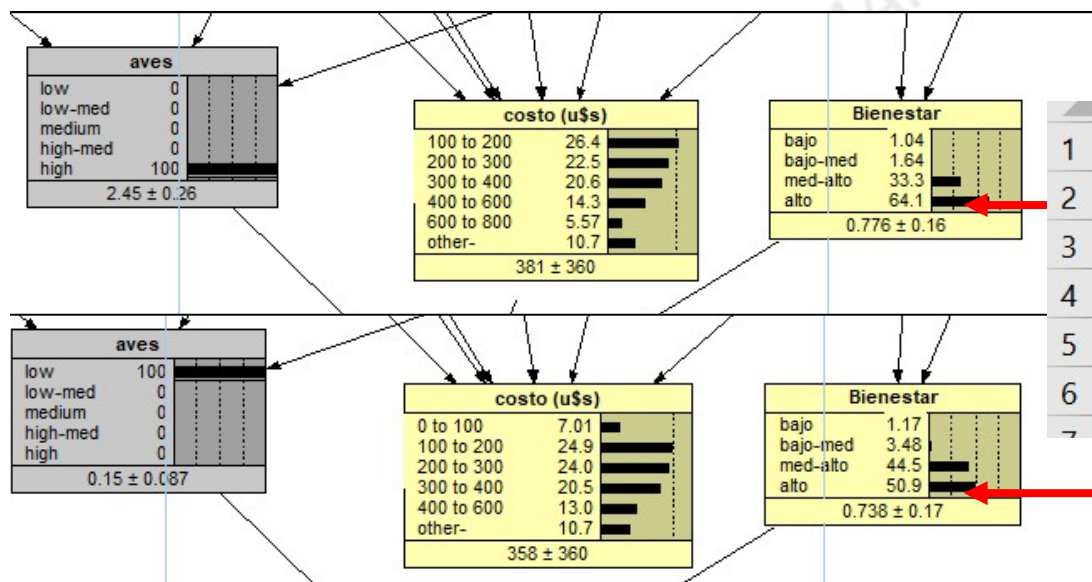 aves
low 0
low-med 0
medium 0
high-med 0
high 100
2.45 ± 0.26
costo (u$s)
100 to 200 26.4
200 to 300 22.5
300 to 400 20.6
400 to 600 14.3
600 to 800 5.57
other- 10.7
381 ± 360
Bienestar
bajo 1.04
bajo-med 1.64
med-alto 33.3
alto 64.1
0.776 ± 0.16
1
2
3
4
5
6
aves
low 100
low-med 0
medium 0
high-med 0
high 0
0.15 ± 0.087
costo (u$s)
0 to 100 7.01
100 to 200 24.9
200 to 300 24.0
300 to 400 20.5
400 to 600 13.0
other- 10.7
358 ± 360
Bienestar
bajo 1.17
bajo-med 3.48
med-alto 44.5
alto 50.9
0.738 ± 0.17